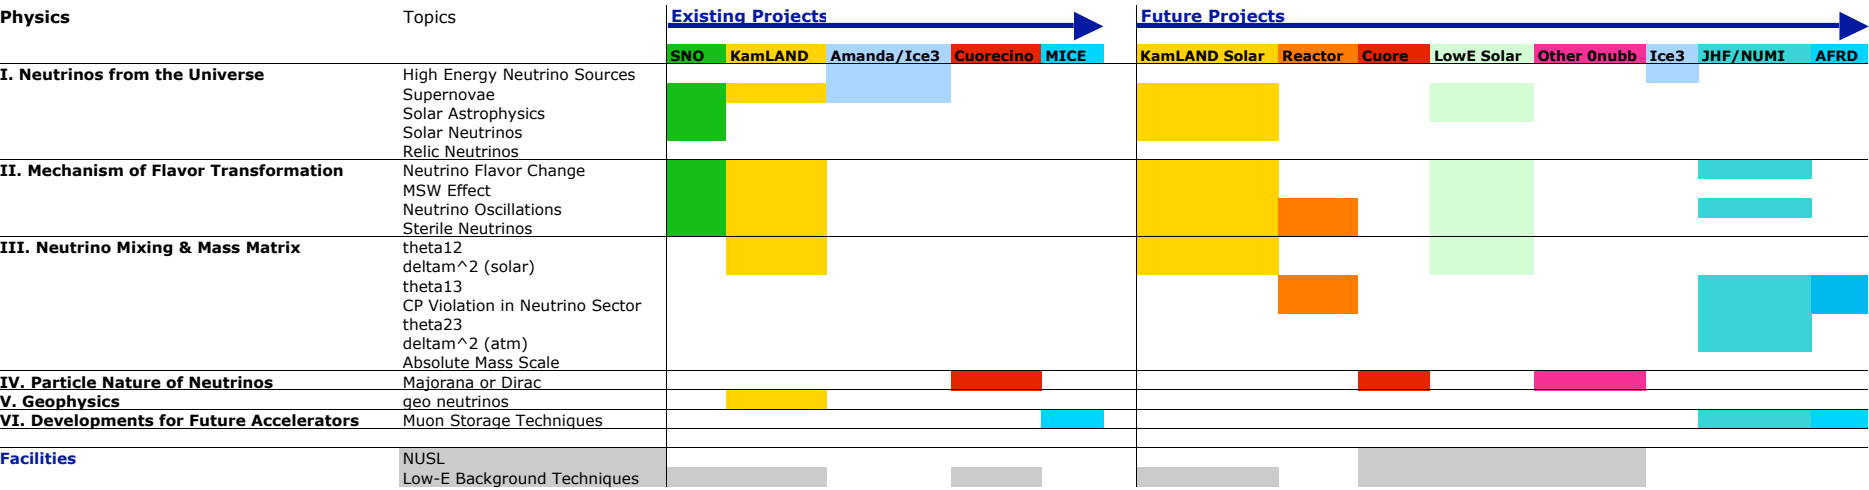 Physics Topics Existing Projects Future Projects
SNO KamLAND Amanda/Ice3 Cuorecino MICE KamLAND Solar Reactor Cuore LowE Solar Other 0nubb Ice3 JHF/NUMI AFRD
I. Neutrinos from the Universe High Energy Neutrino Sources
Supernovae
Solar Astrophysics
Solar Neutrinos
Relic Neutrinos
II. Mechanism of Flavor Transformation Neutrino Flavor Change
MSW Effect
Neutrino Oscillations
Sterile Neutrinos
III. Neutrino Mixing & Mass Matrix theta12
deltam^2 (solar)
theta13
CP Violation in Neutrino Sector
theta23
deltam^2 (atm)
Absolute Mass Scale
IV. Particle Nature of Neutrinos Majorana or Dirac
V. Geophysics geo neutrinos
VI. Developments for Future Accelerators Muon Storage Techniques
Facilities NUSL
Low-E Background Techniques